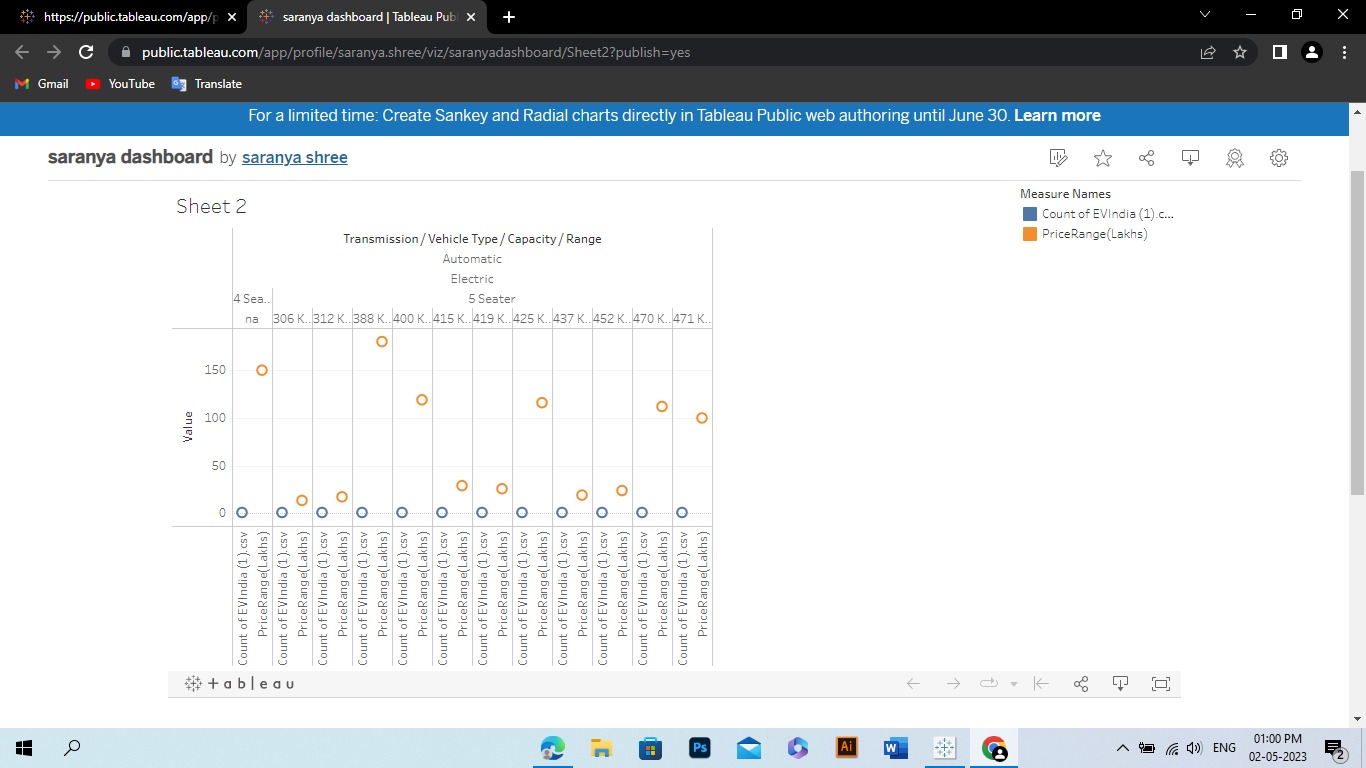 https://public.tableau.com/app/p
saranya dashboard | Tableau Publ
public.tableau.com/app/profile/saranya.shree/viz/saranyadashboard/Sheet2?publish=yes
Gmail
YouTube
Translate
For a limited time: Create Sankey and Radial charts directly in Tableau Public web authoring until June 30. Learn more
saranya dashboard by saranya shree
Sheet 2
Measure Names
Count of EVIndia (1).c...
PriceRange(Lakhs)
Transmission / Vehicle Type / Capacity / Range
Automatic
Electric
4 Sea.. 5 Seater
na 306 K.. 312 K.. 388 K.. 400 K.. 415 K.. 419 K.. 425 K.. 437 K.. 452 K.. 470 K.. 471 K..
Value
150
100
50
0
Count of EVIndia (1).csv
PriceRange(Lakhs)
Count of EVIndia (1).csv
PriceRange(Lakhs)
Count of EVIndia (1).csv
PriceRange(Lakhs)
Count of EVIndia (1).csv
PriceRange(Lakhs)
Count of EVIndia (1).csv
PriceRange(Lakhs)
Count of EVIndia (1).csv
PriceRange(Lakhs)
Count of EVIndia (1).csv
PriceRange(Lakhs)
Count of EVIndia (1).csv
PriceRange(Lakhs)
Count of EVIndia (1).csv
PriceRange(Lakhs)
Count of EVIndia (1).csv
PriceRange(Lakhs)
Count of EVIndia (1).csv
PriceRange(Lakhs)
Count of EVIndia (1).csv
PriceRange(Lakhs)
+ableau
Ps
Ai
W
ENG
01:00 PM
02-05-2023
2